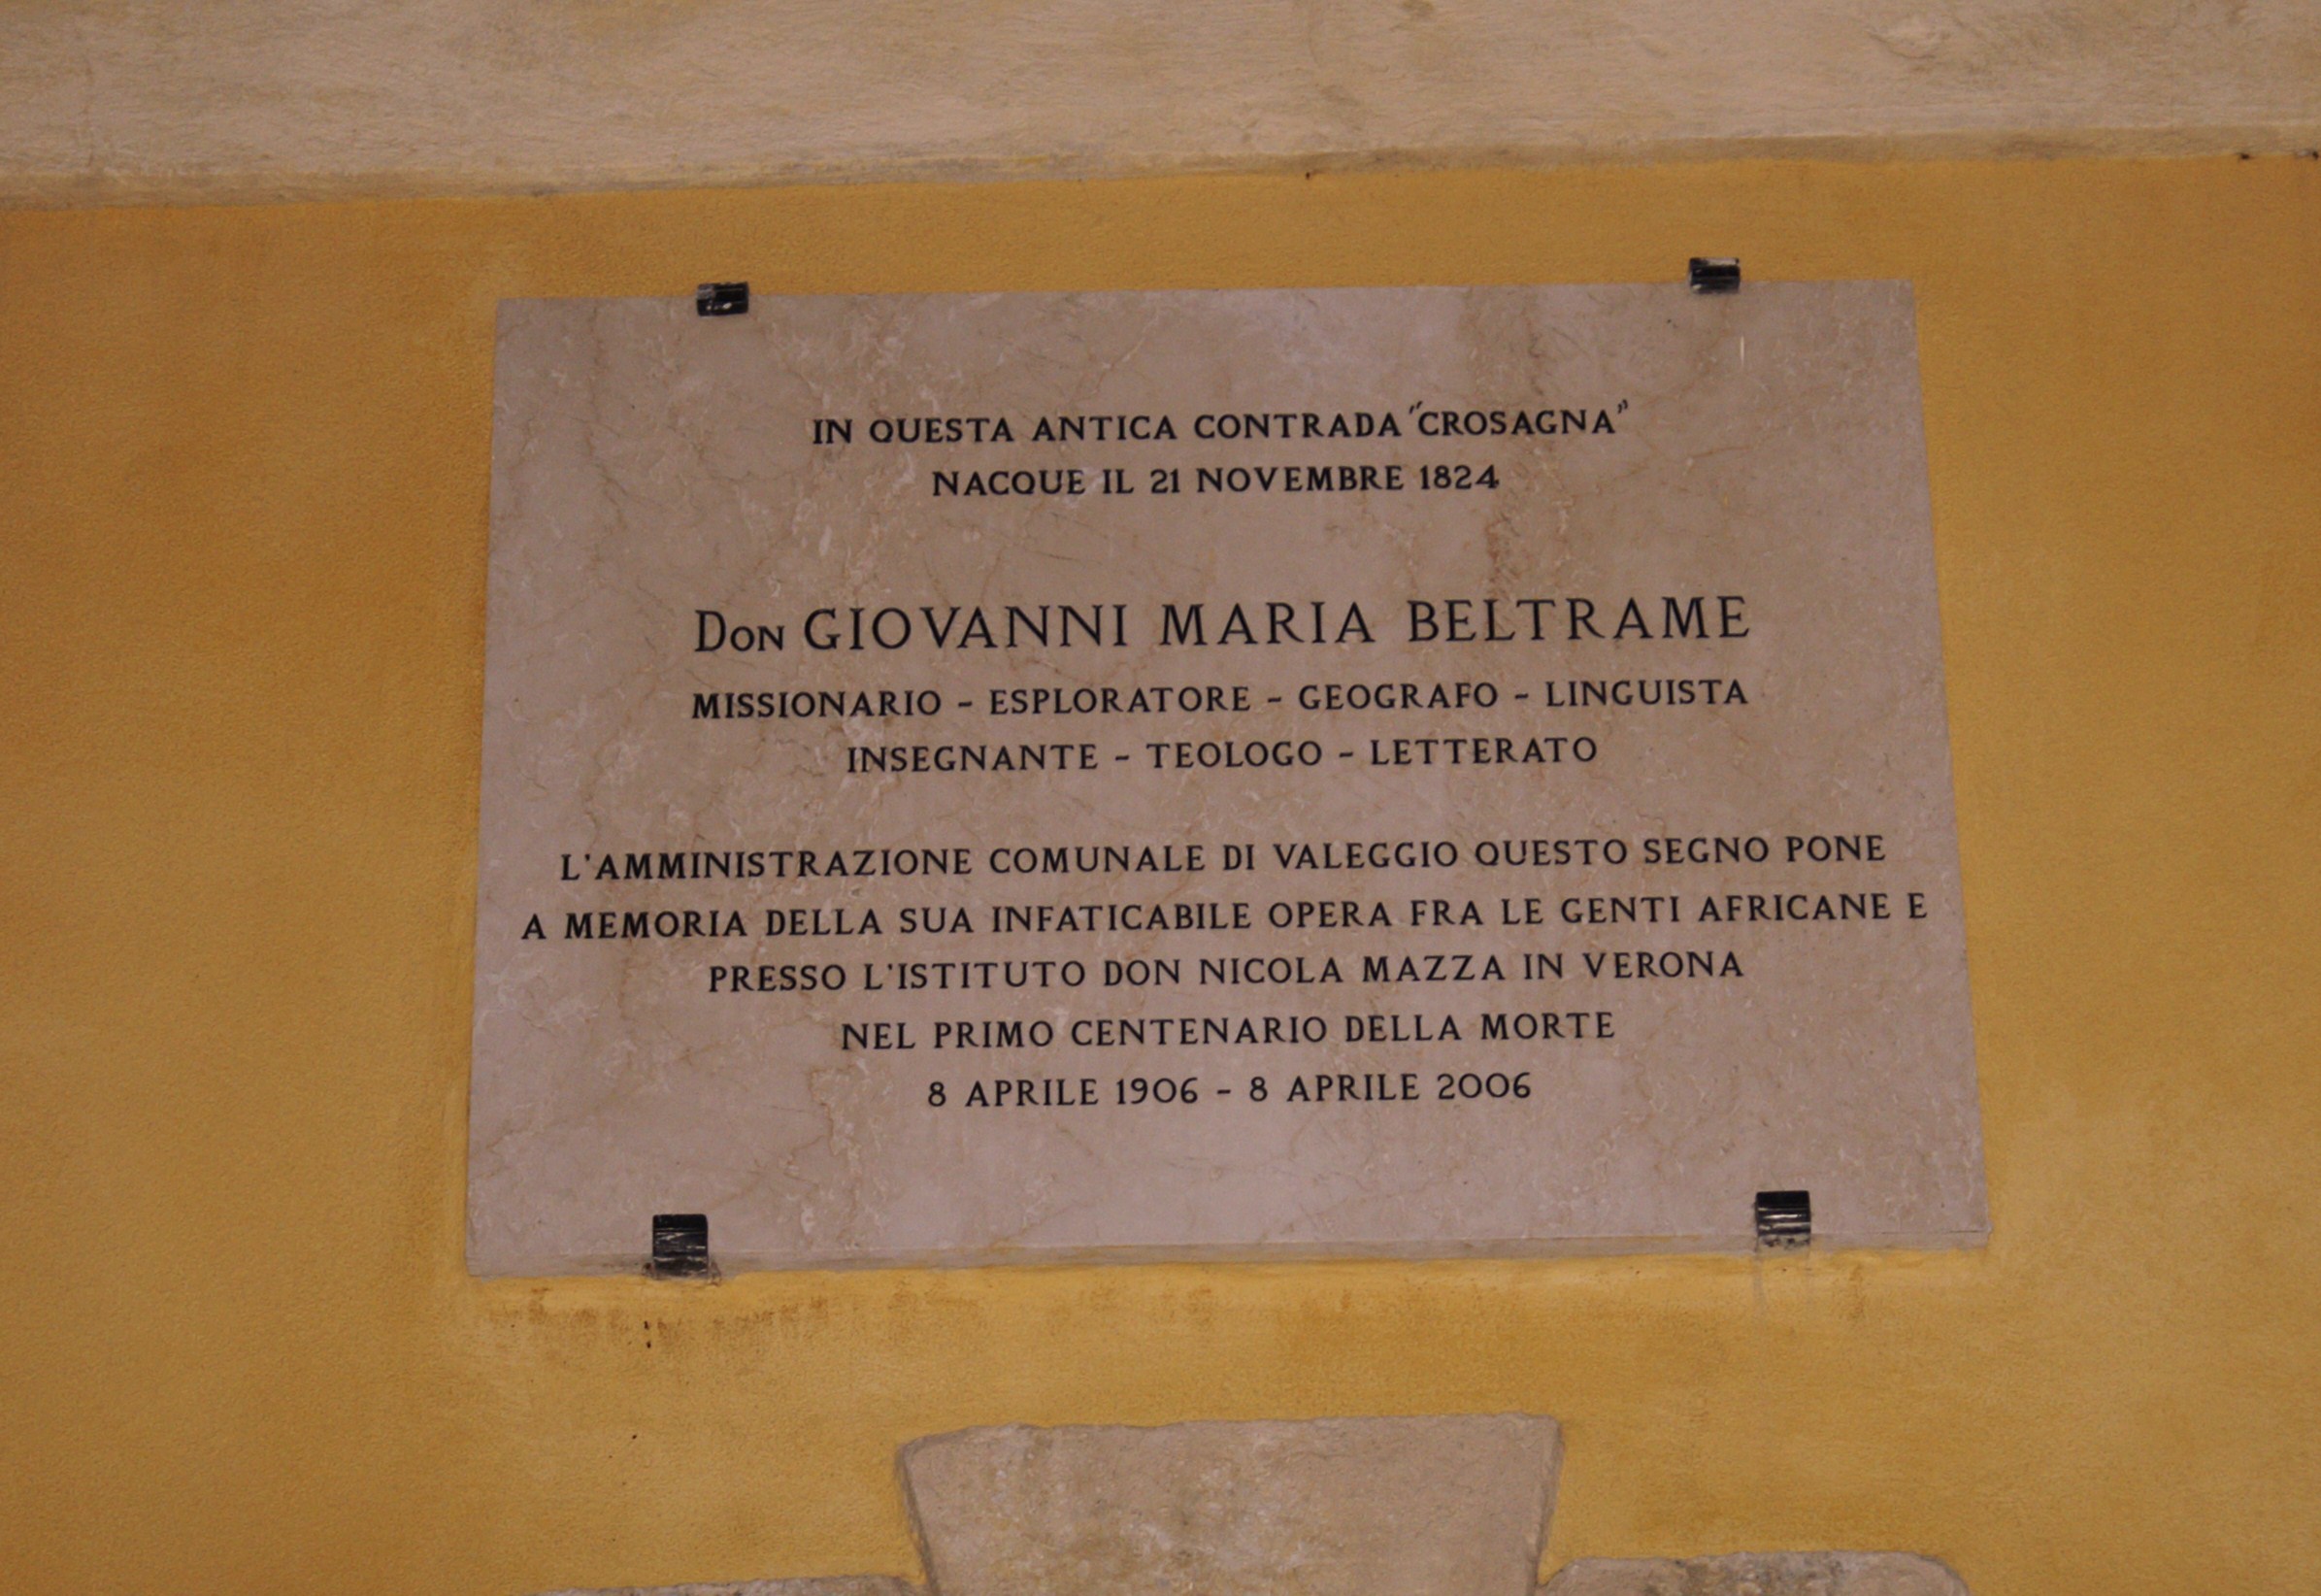 IN QUESTA ANTICA CONTRADA "CROSAGNA"
NACQUE IL 21 NOVEMBRE 1824
DON GIOVANNI MARIA BELTRAME
MISSIONARIO - ESPLORATORE - GEOGRAFO - LINGUISTA
INSEGNANTE - TEOLOGO - LETTERATO
L'AMMINISTRAZIONE COMUNALE DI VALEGGIO QUESTO SEGNO PONE
A MEMORIA DELLA SUA INFATICABILE OPERA FRA LE GENTI AFRICANE E
PRESSO L'ISTITUTO DON NICOLA MAZZA IN VERONA
NEL PRIMO CENTENARIO DELLA MORTE
8 APRILE 1906 - 8 APRILE 2006